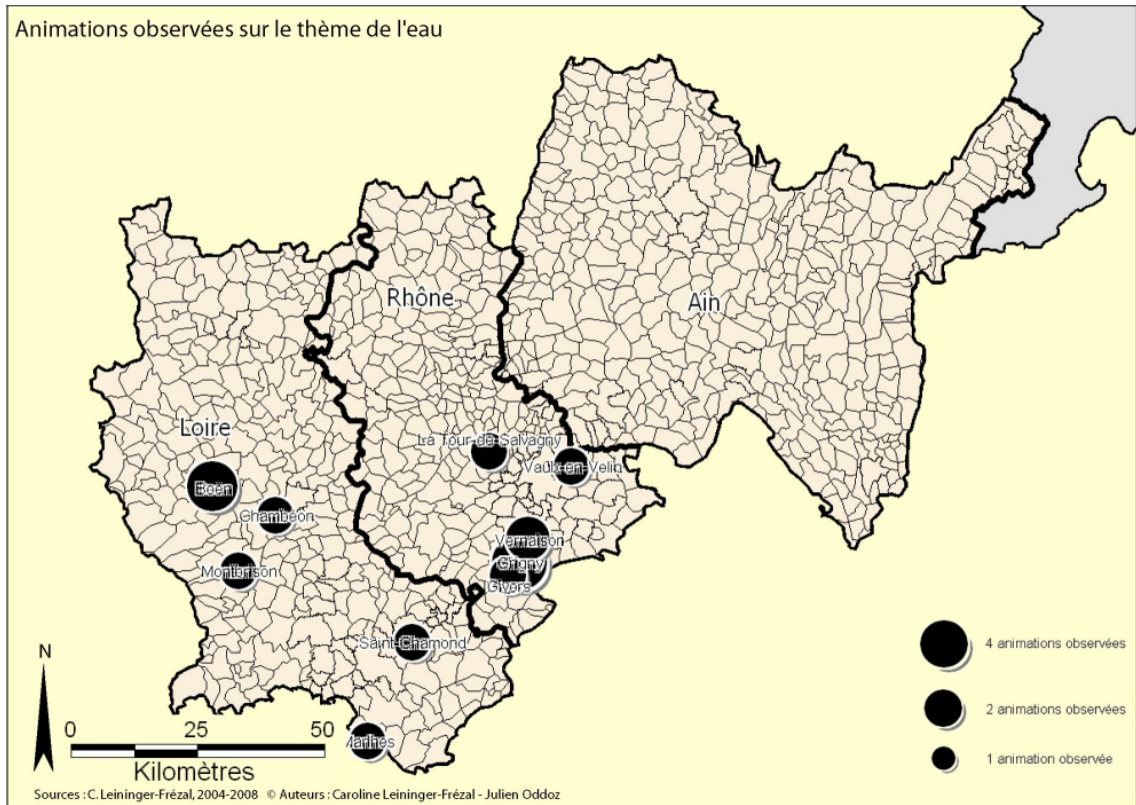 Animations observées sur le thème de l'eau
Rhône
Ain
Loire
La Tour-de-Salvagny
Vaulx-en-Velin
Boën
Chambéon
Vernaison
Montbrison
Grigny
Givors
Saint-Chamond
Marlhes
N
0 25 50
Kilomètres
4 animations observées
2 animations observées
1 animation observée
Sources : C. Leininger-Frézal, 2004-2008 © Auteurs : Caroline Leininger-Frézal - Julien Oddoz